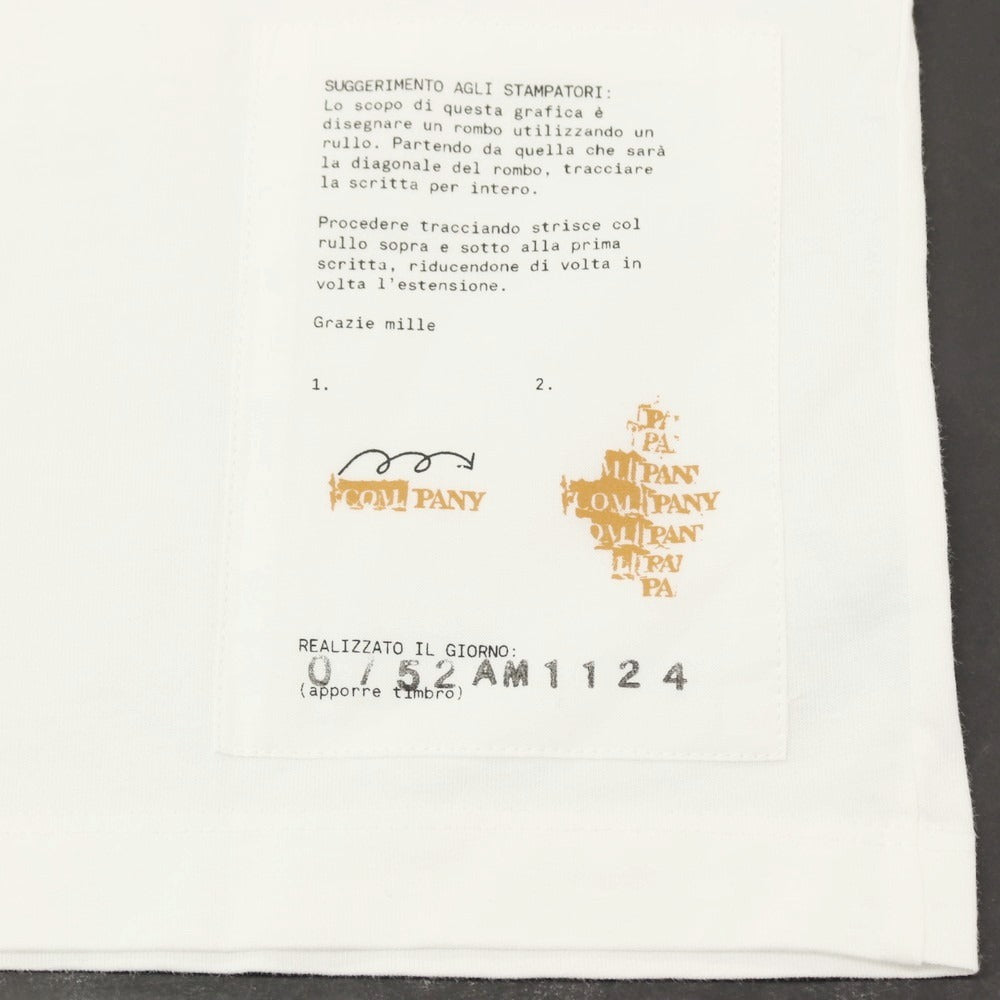 SUGGERIMENTO AGLI STAMPATORI:
Lo scopo di questa grafica è
disegnare un rombo utilizzando un
rullo. Partendo da quella che sarà
la diagonale del rombo, tracciare
la scritta per intero.
Procedere tracciando strisce col
rullo sopra e sotto alla prima
scritta, riducendone di volta in
volta l'estensione.
Grazie mille
1. 2.
COMPANY
PA
PANY
COMPANY
PAN
PA
PA
REALIZZATO IL GIORNO:
52AM1124
(apporre timbro)